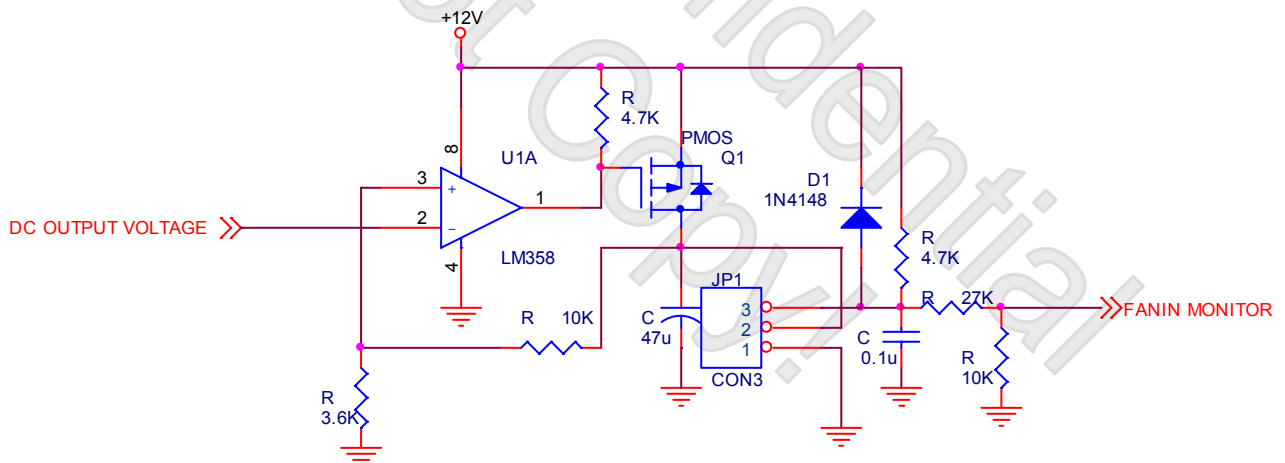 +12V
R
4.7K
PMOS
Q1
8
U1A
3
+
1
2
-
DC OUTPUT VOLTAGE
LM358
4
D1
1N4148
R
4.7K
JP1
R 27K
FANIN MONITOR
3
2
1
R 10K
C
47u
C
0.1u
R
10K
CON3
R
3.6K
Copy!